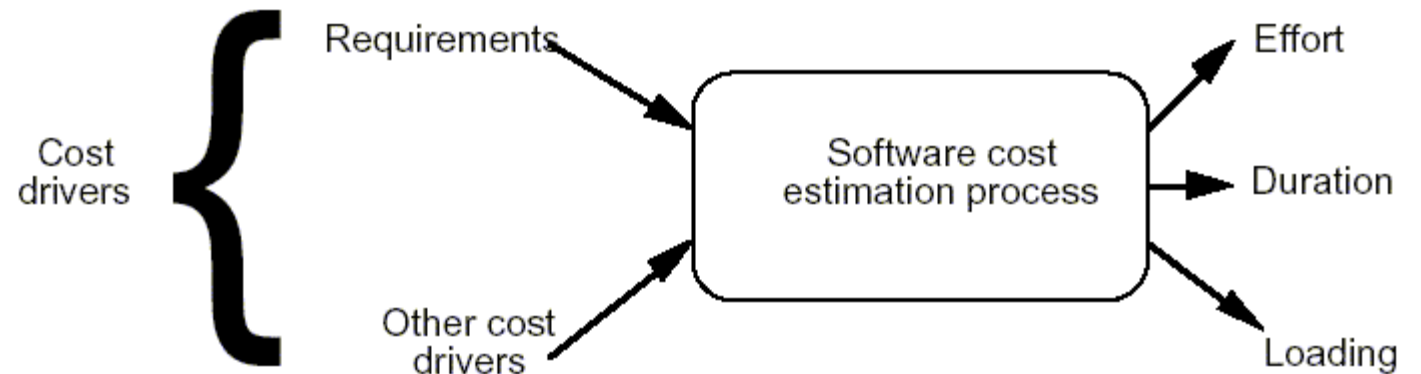 Cost
drivers
Requirements
Other cost
drivers
Software cost
estimation process
Effort
Duration
Loading